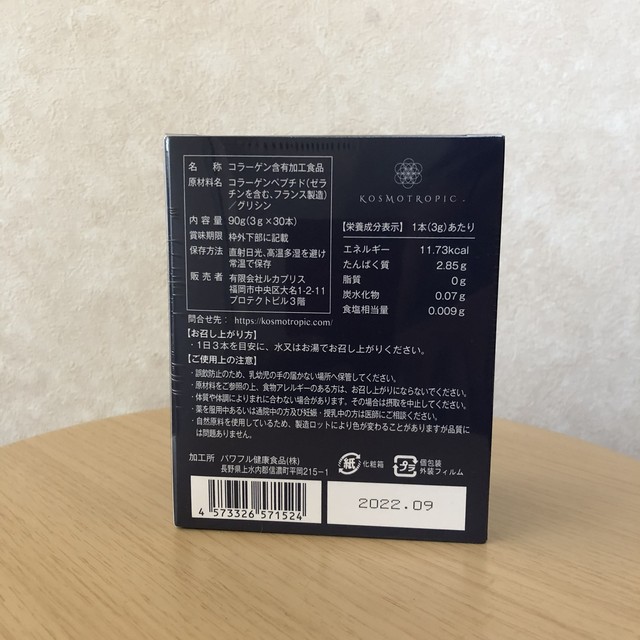 名称 コラーゲン含有加工食品
原材料名 コラーゲンペプチド（ゼラ
チンを含む、フランス製造）
／グリシン
内容量 90g（3g×30本）
賞味期限 枠外下部に記載
保存方法 直射日光、高温多湿を避け
常温で保存
販売者 有限会社ルカプリス
福岡市中央区大名1-2-11
プロテクトビル3階
KOSMOTROPIC.
【栄養成分表示】 1本(3g)あたり
エネルギー 11.73kcal
たんぱく質 2.85g
脂質 0g
炭水化物 0.07g
食塩相当量 0.009g
問合せ先： https://kosmotropic.com/
【お召し上がり方】
・1日3本を目安に、水又はお湯でお召し上がりください。
【ご使用上の注意】
・誤飲防止のため、乳幼児の手の届かない場所へ保管してください。
・原材料をご参照の上、食物アレルギーのある方は、お召し上がりにならないでください。
・体質や体調によりまれに合わない場合があります。その場合は摂取を中止してください。
・薬を服用中あるいは通院中の方及び妊娠・授乳中の方は医師にご相談ください。
・自然原料を使用しているため、製造ロットにより色が変わることがありますが品質に
は問題ありません。
加工所 パワフル健康食品(株)
長野県上水内郡信濃町平岡215-1
紙 化粧箱
プラ 個包装
外装フィルム
4 573326 571524
2022.09